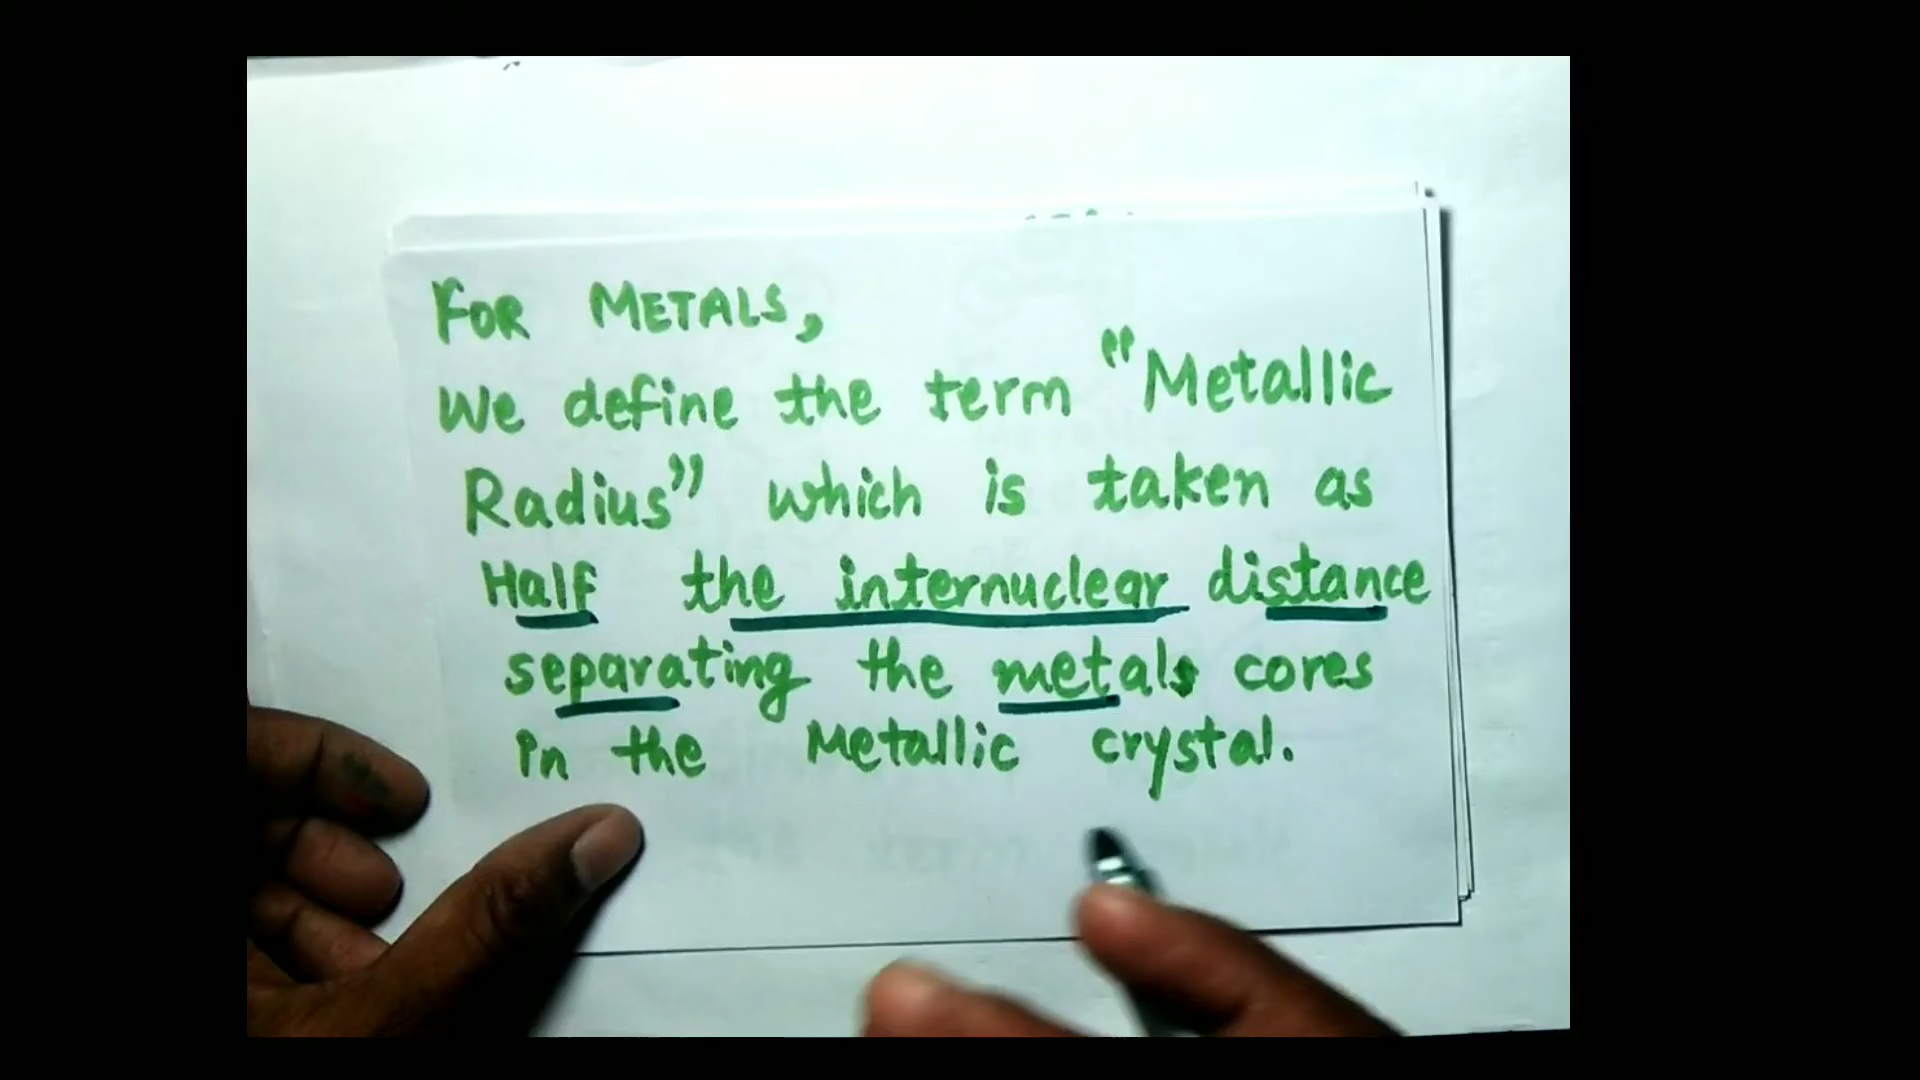 FOR METALS,
We define the term "Metallic
Radius" which is taken as
Half the internuclear distance
separating the metals cores
in the Metallic crystal.